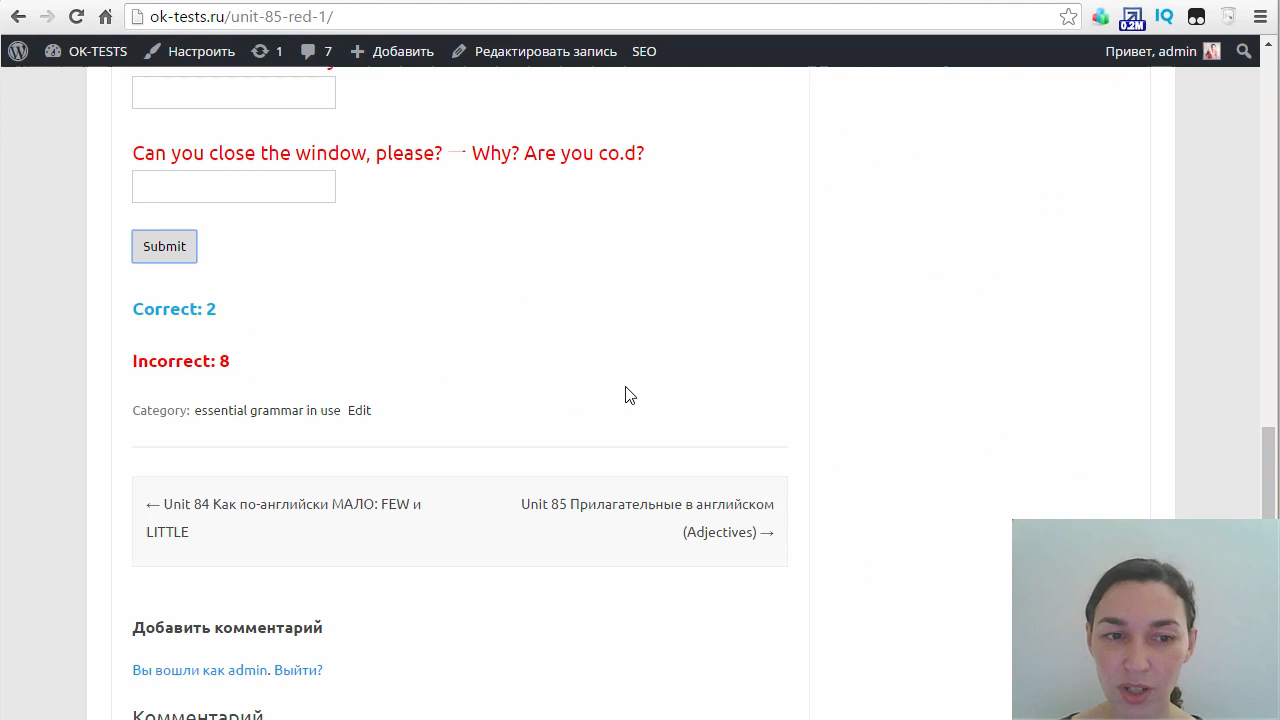 ok-tests.ru/unit-85-red-1/
0.2M
IQ
OK-TESTS
Настроить
1
7
Добавить
Редактировать запись
SEO
Привет, admin
Can you close the window, please? — Why? Are you co.d?
Submit
Correct: 2
Incorrect: 8
Category: essential grammar in use Edit
← Unit 84 Как по-английски МАЛО: FEW и
LITTLE
Unit 85 Прилагательные в английском
(Adjectives) →
Добавить комментарий
Вы вошли как admin. Выйти?
Комментарий